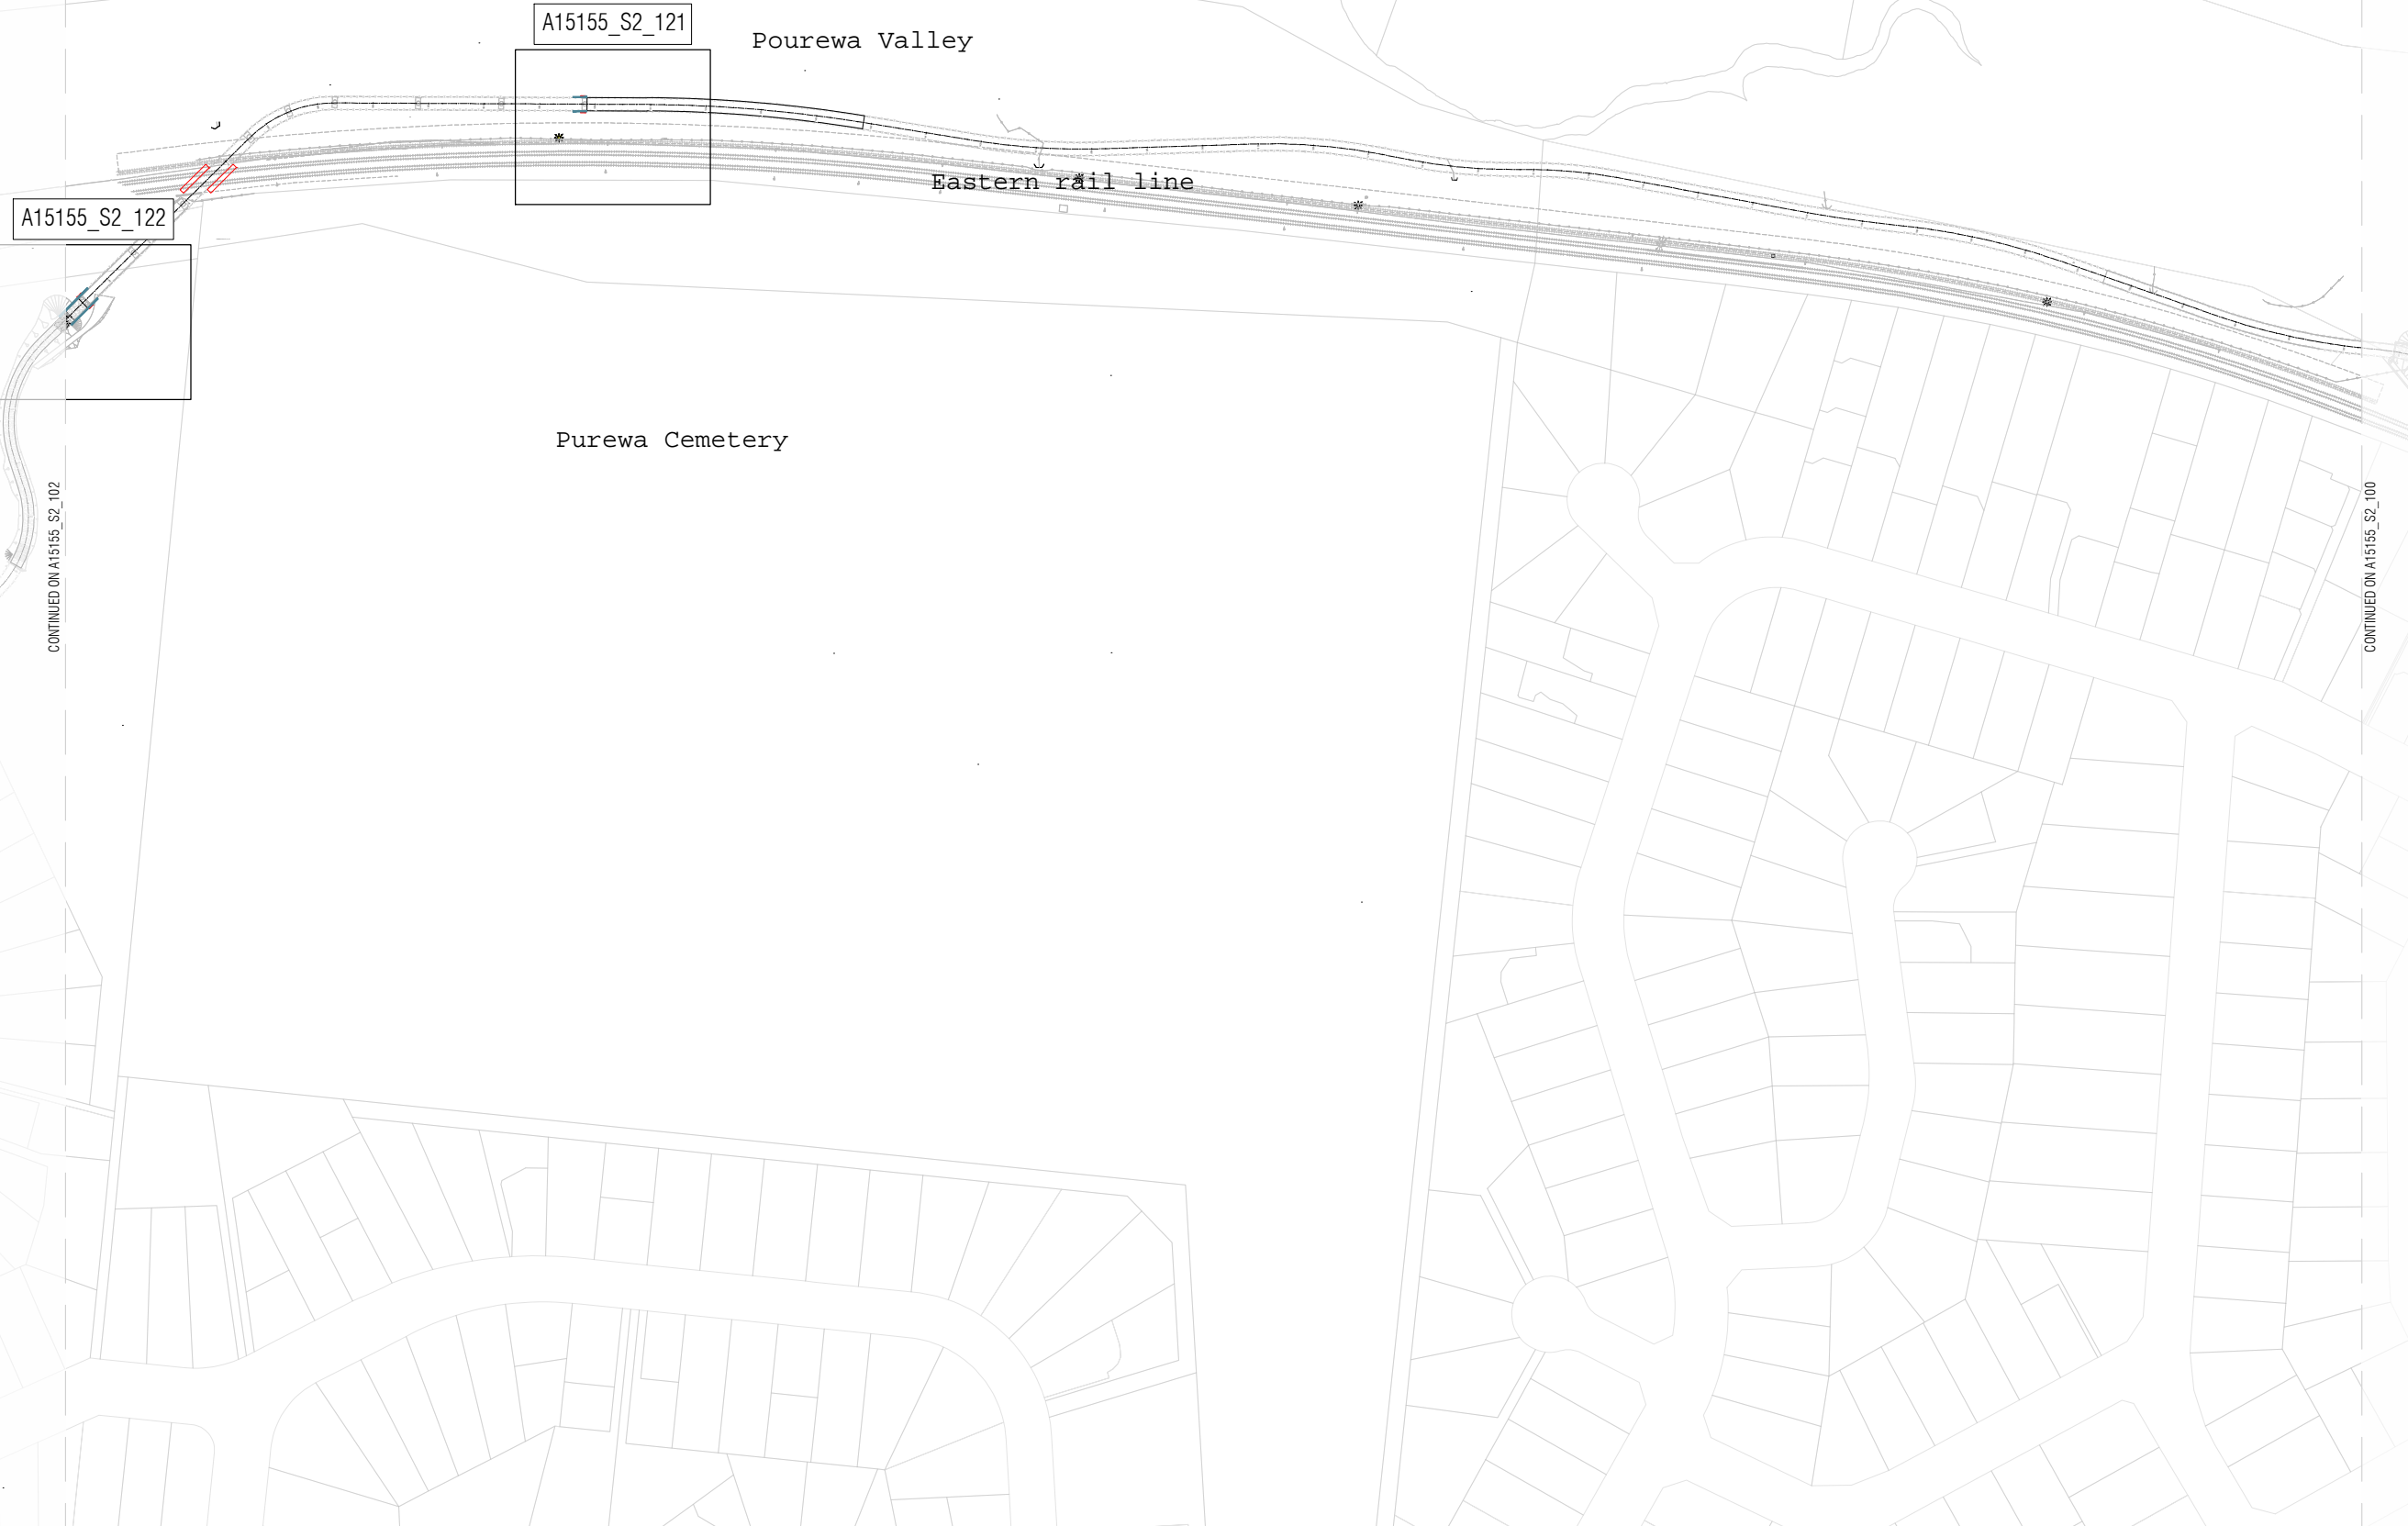 A15155_S2_121
Pourewa Valley
Eastern rail line
A15155_S2_122
Purewa Cemetery
CONTINUED ON A15155_S2_102
CONTINUED ON A15155_S2_100